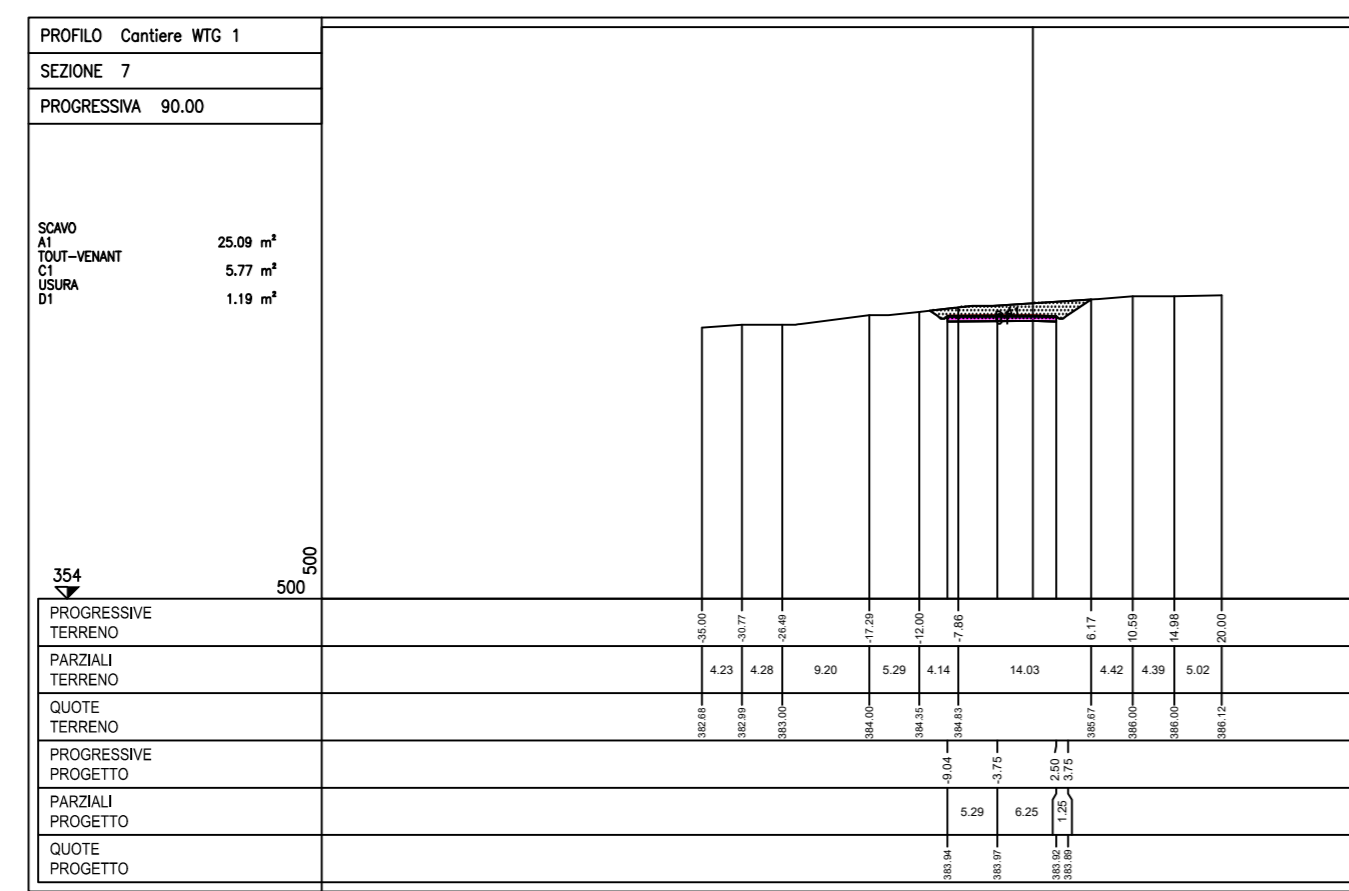 PROFILO Cantiere WTG 1
SEZIONE 7
PROGRESSIVA 90.00
SCAVO
A1 25.09 m²
TOUT-VENANT
C1 5.77 m²
USURA
D1 1.19 m²
500
354
500
PROGRESSIVE
TERRENO
-35.00 -30.77 -26.49 -17.29 -12.00 -7.86 6.17 10.59 14.98 20.00
PARZIALI
TERRENO
4.23 4.28 9.20 5.29 4.14 14.03 4.42 4.39 5.02
QUOTE
TERRENO
382.68 382.99 383.00 384.00 384.35 384.83 385.67 386.00 386.00 386.12
PROGRESSIVE
PROGETTO
-9.04 -3.75 2.50 3.75
PARZIALI
PROGETTO
5.29 6.25 1.25
QUOTE
PROGETTO
383.94 383.97 383.92 383.89